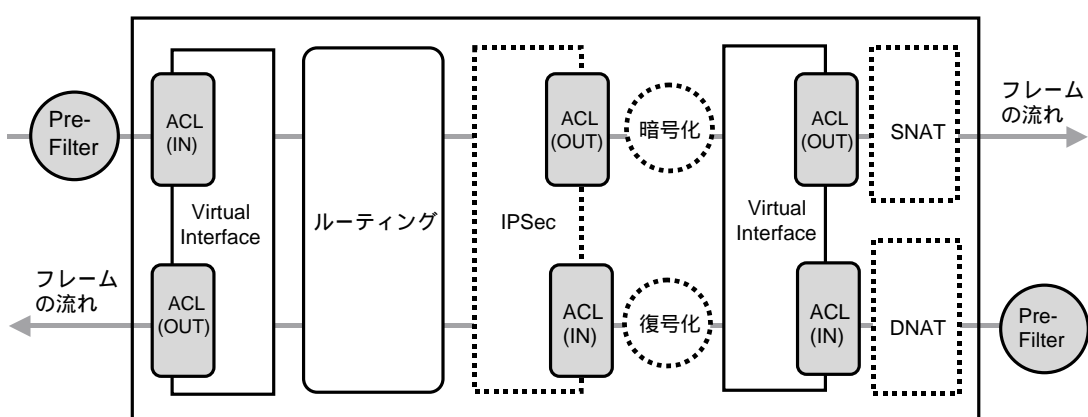 Pre-
Filter
ACL
(IN)
Virtual
Interface
ACL
(OUT)
フレーム
の流れ
ルーティング
IPSec
ACL
(OUT)
暗号化
ACL
(IN)
復号化
Virtual
Interface
ACL
(OUT)
SNAT
フレーム
の流れ
ACL
(IN)
DNAT
Pre-
Filter